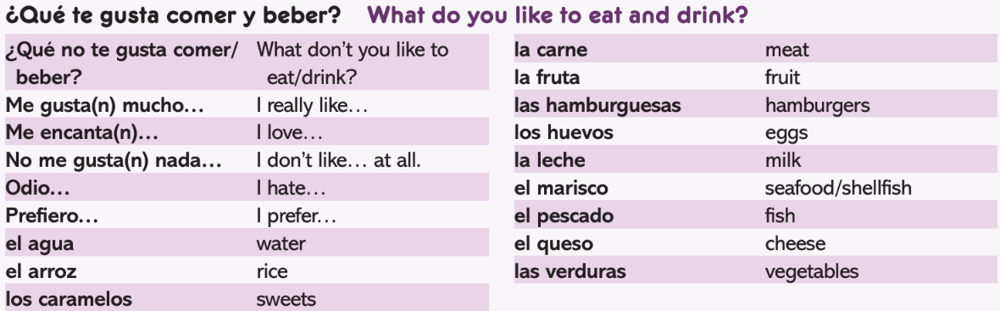 ¿Qué te gusta comer y beber? What do you like to eat and drink?
¿Qué no te gusta comer/ What don't you like to
beber? eat/drink?
Me gusta(n) mucho… I really like…
Me encanta(n)… I love…
No me gusta(n) nada… I don't like… at all.
Odio… I hate…
Prefiero… I prefer…
el agua water
el arroz rice
los caramelos sweets
la carne meat
la fruta fruit
las hamburguesas hamburgers
los huevos eggs
la leche milk
el marisco seafood/shellfish
el pescado fish
el queso cheese
las verduras vegetables